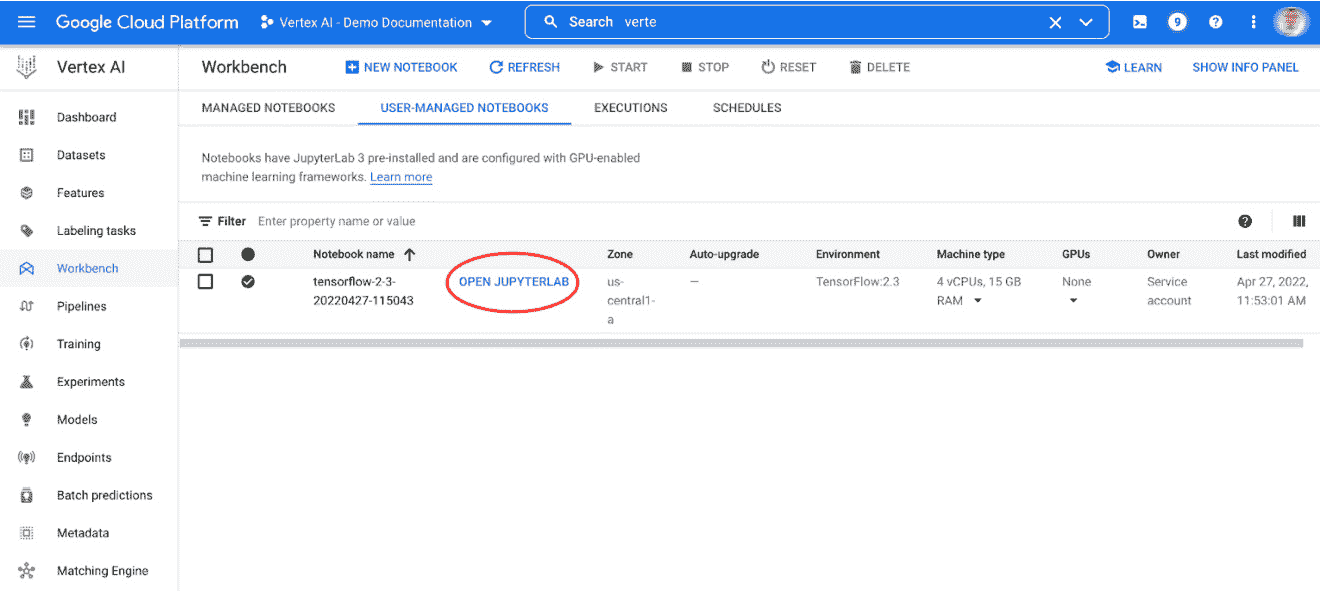 Google Cloud Platform
Vertex AI - Demo Documentation
Search verte
9
Vertex AI
Workbench
NEW NOTEBOOK
REFRESH
START
STOP
RESET
DELETE
LEARN
SHOW INFO PANEL
Dashboard
Datasets
Features
Labeling tasks
Workbench
Pipelines
Training
Experiments
Models
Endpoints
Batch predictions
Metadata
Matching Engine
MANAGED NOTEBOOKS
USER-MANAGED NOTEBOOKS
EXECUTIONS
SCHEDULES
Notebooks have JupyterLab 3 pre-installed and are configured with GPU-enabled
machine learning frameworks. Learn more
Filter Enter property name or value
Notebook name
Zone
Auto-upgrade
Environment
Machine type
GPUs
Owner
Last modified
tensorflow-2-3-
20220427-115043
OPEN JUPYTERLAB
us-
central1-
a
—
TensorFlow:2.3
4 vCPUs, 15 GB
RAM
None
Service
account
Apr 27, 2022,
11:53:01 AM